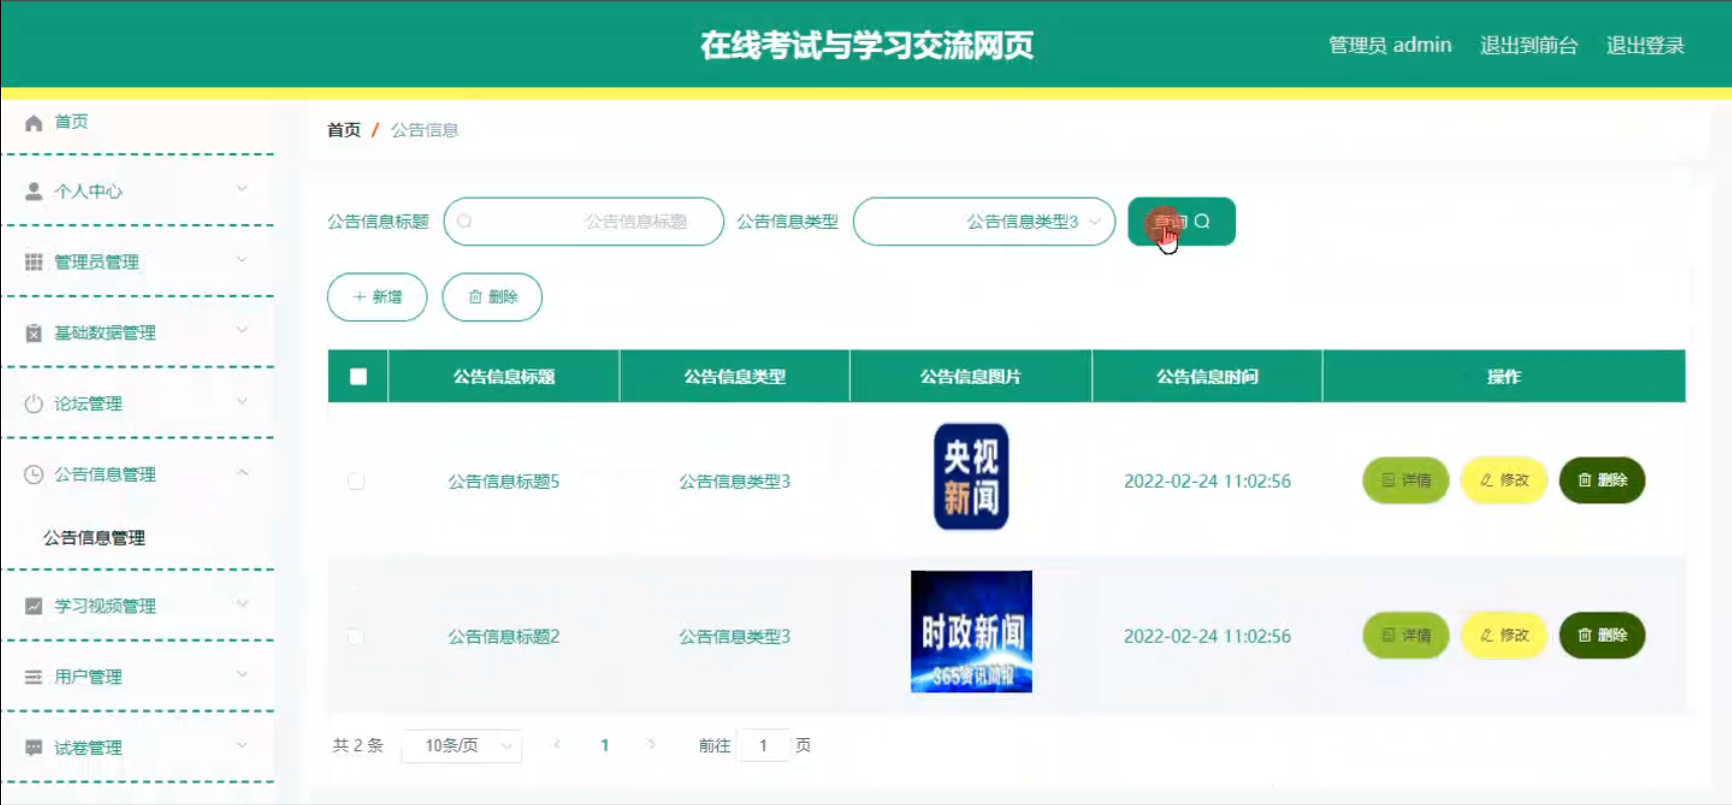 在线考试与学习交流网页
管理员 admin 退出到前台 退出登录
首页
个人中心
管理员管理
基础数据管理
论坛管理
公告信息管理
公告信息管理
学习视频管理
用户管理
试卷管理
首页 / 公告信息
公告信息标题 公告信息标题 公告信息类型 公告信息类型3 查询
新增 删除
公告信息标题 公告信息类型 公告信息图片 公告信息时间 操作
公告信息标题5 公告信息类型3 央视新闻 2022-02-24 11:02:56 详情 修改 删除
公告信息标题2 公告信息类型3 时政新闻 365资讯简报 2022-02-24 11:02:56 详情 修改 删除
共 2 条 10条/页 1 前往 1 页